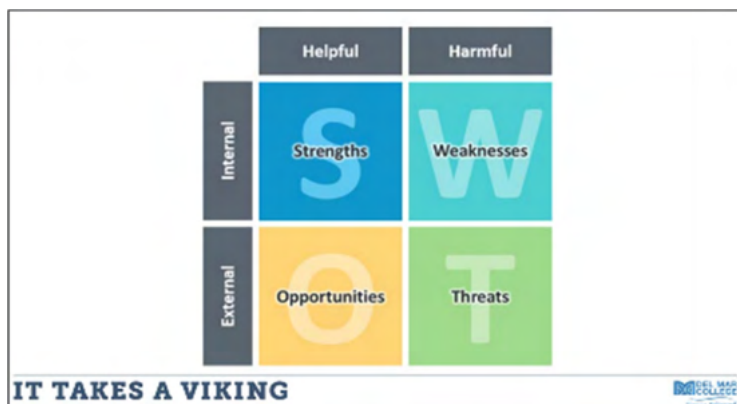 Helpful
Harmful
Internal
S
Strengths
W
Weaknesses
External
O
Opportunities
T
Threats
IT TAKES A VIKING
DEL MAR
COLLEGE